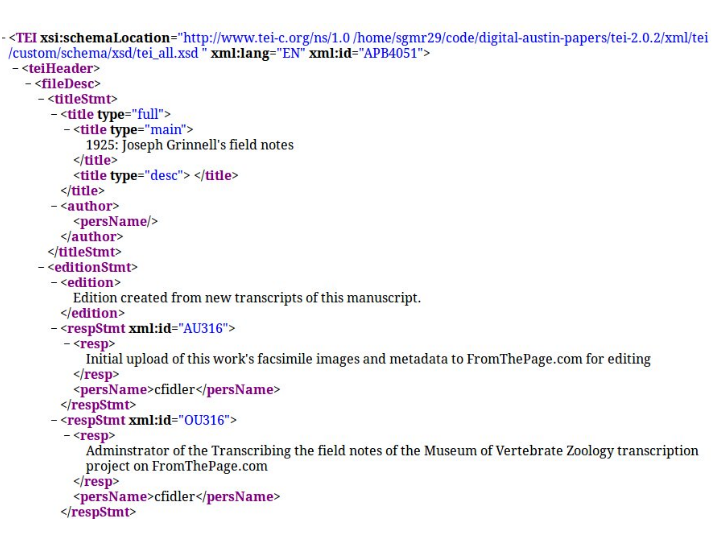 - <TEI xsi:schemaLocation="http://www.tei-c.org/ns/1.0 /home/sgmr29/code/digital-austin-papers/tei-2.0.2/xml/tei
/custom/schema/xsd/tei_all.xsd " xml:lang="EN" xml:id="APB4051">
− <teiHeader>
− <fileDesc>
− <titleStmt>
− <title type="full">
− <title type="main">
1925: Joseph Grinnell's field notes
</title>
<title type="desc"> </title>
</title>
− <author>
<persName/>
</author>
</titleStmt>
− <editionStmt>
− <edition>
Edition created from new transcripts of this manuscript.
</edition>
− <respStmt xml:id="AU316">
− <resp>
Initial upload of this work's facsimile images and metadata to FromThePage.com for editing
</resp>
<persName>cfidler</persName>
</respStmt>
− <respStmt xml:id="OU316">
− <resp>
Adminstrator of the Transcribing the field notes of the Museum of Vertebrate Zoology transcription
project on FromThePage.com
</resp>
<persName>cfidler</persName>
</respStmt>